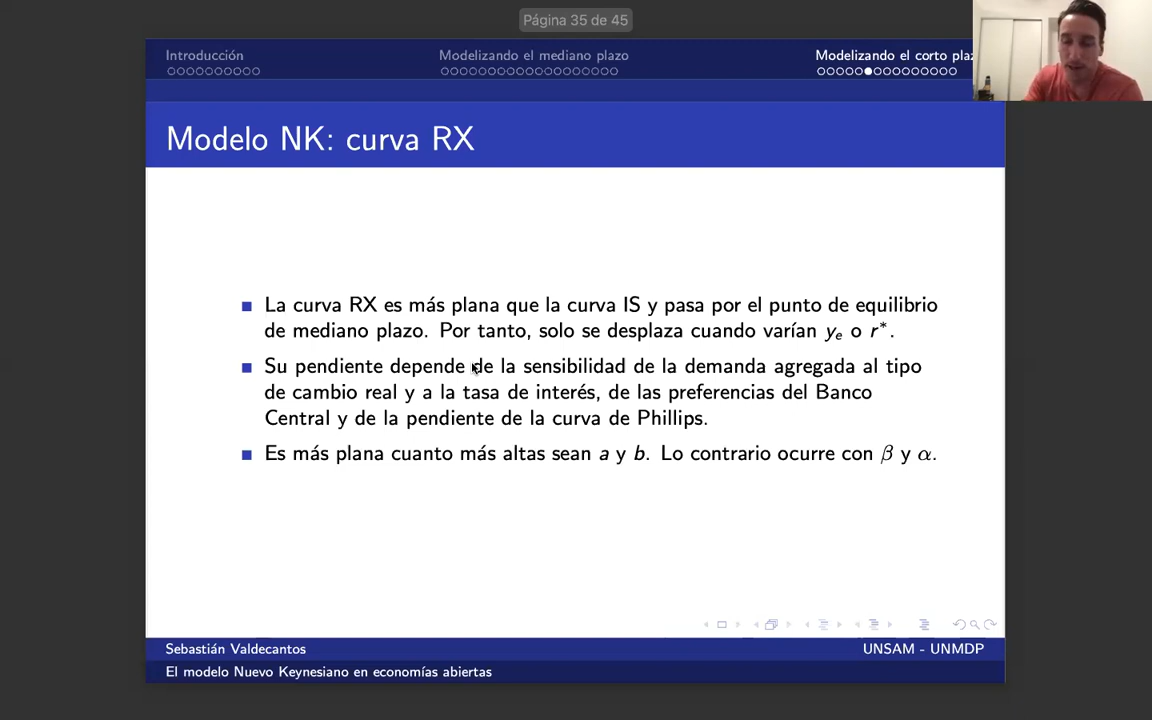 Página 35 de 45
Introducción
Modelizando el mediano plazo
Modelizando el corto plaz
Modelo NK: curva RX
La curva RX es más plana que la curva IS y pasa por el punto de equilibrio
de mediano plazo. Por tanto, solo se desplaza cuando varían yₑ o r*.
Su pendiente depende de la sensibilidad de la demanda agregada al tipo
de cambio real y a la tasa de interés, de las preferencias del Banco
Central y de la pendiente de la curva de Phillips.
Es más plana cuanto más altas sean a y b. Lo contrario ocurre con β y α.
Sebastián Valdecantos
UNSAM - UNMDP
El modelo Nuevo Keynesiano en economías abiertas